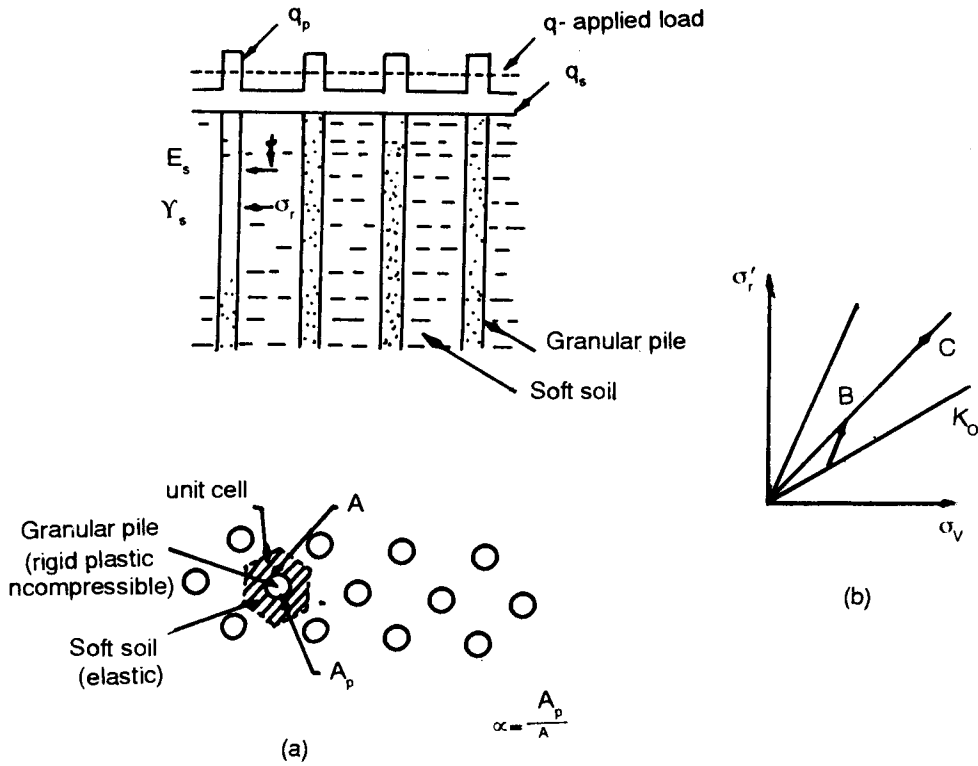 q_p
q- applied load
q_s
E_s
γ_s
σ_r
Granular pile
Soft soil
σ'_r
C
B
K_o
σ_v
(b)
unit cell
A
Granular pile
(rigid plastic
ncompressible)
Soft soil
(elastic)
A_p
∝ = A_p / A
(a)